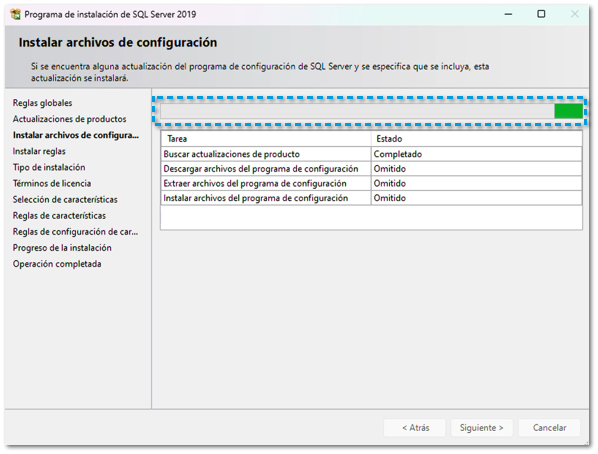 Programa de instalación de SQL Server 2019
Instalar archivos de configuración
Si se encuentra alguna actualización del programa de configuración de SQL Server y se especifica que se incluya, esta
actualización se instalará.
Reglas globales
Actualizaciones de productos
Instalar archivos de configura...
Instalar reglas
Tipo de instalación
Términos de licencia
Selección de características
Reglas de características
Reglas de configuración de car...
Progreso de la instalación
Operación completada
Tarea Estado
Buscar actualizaciones de producto Completado
Descargar archivos del programa de configuración Omitido
Extraer archivos del programa de configuración Omitido
Instalar archivos del programa de configuración Omitido
< Atrás Siguiente > Cancelar